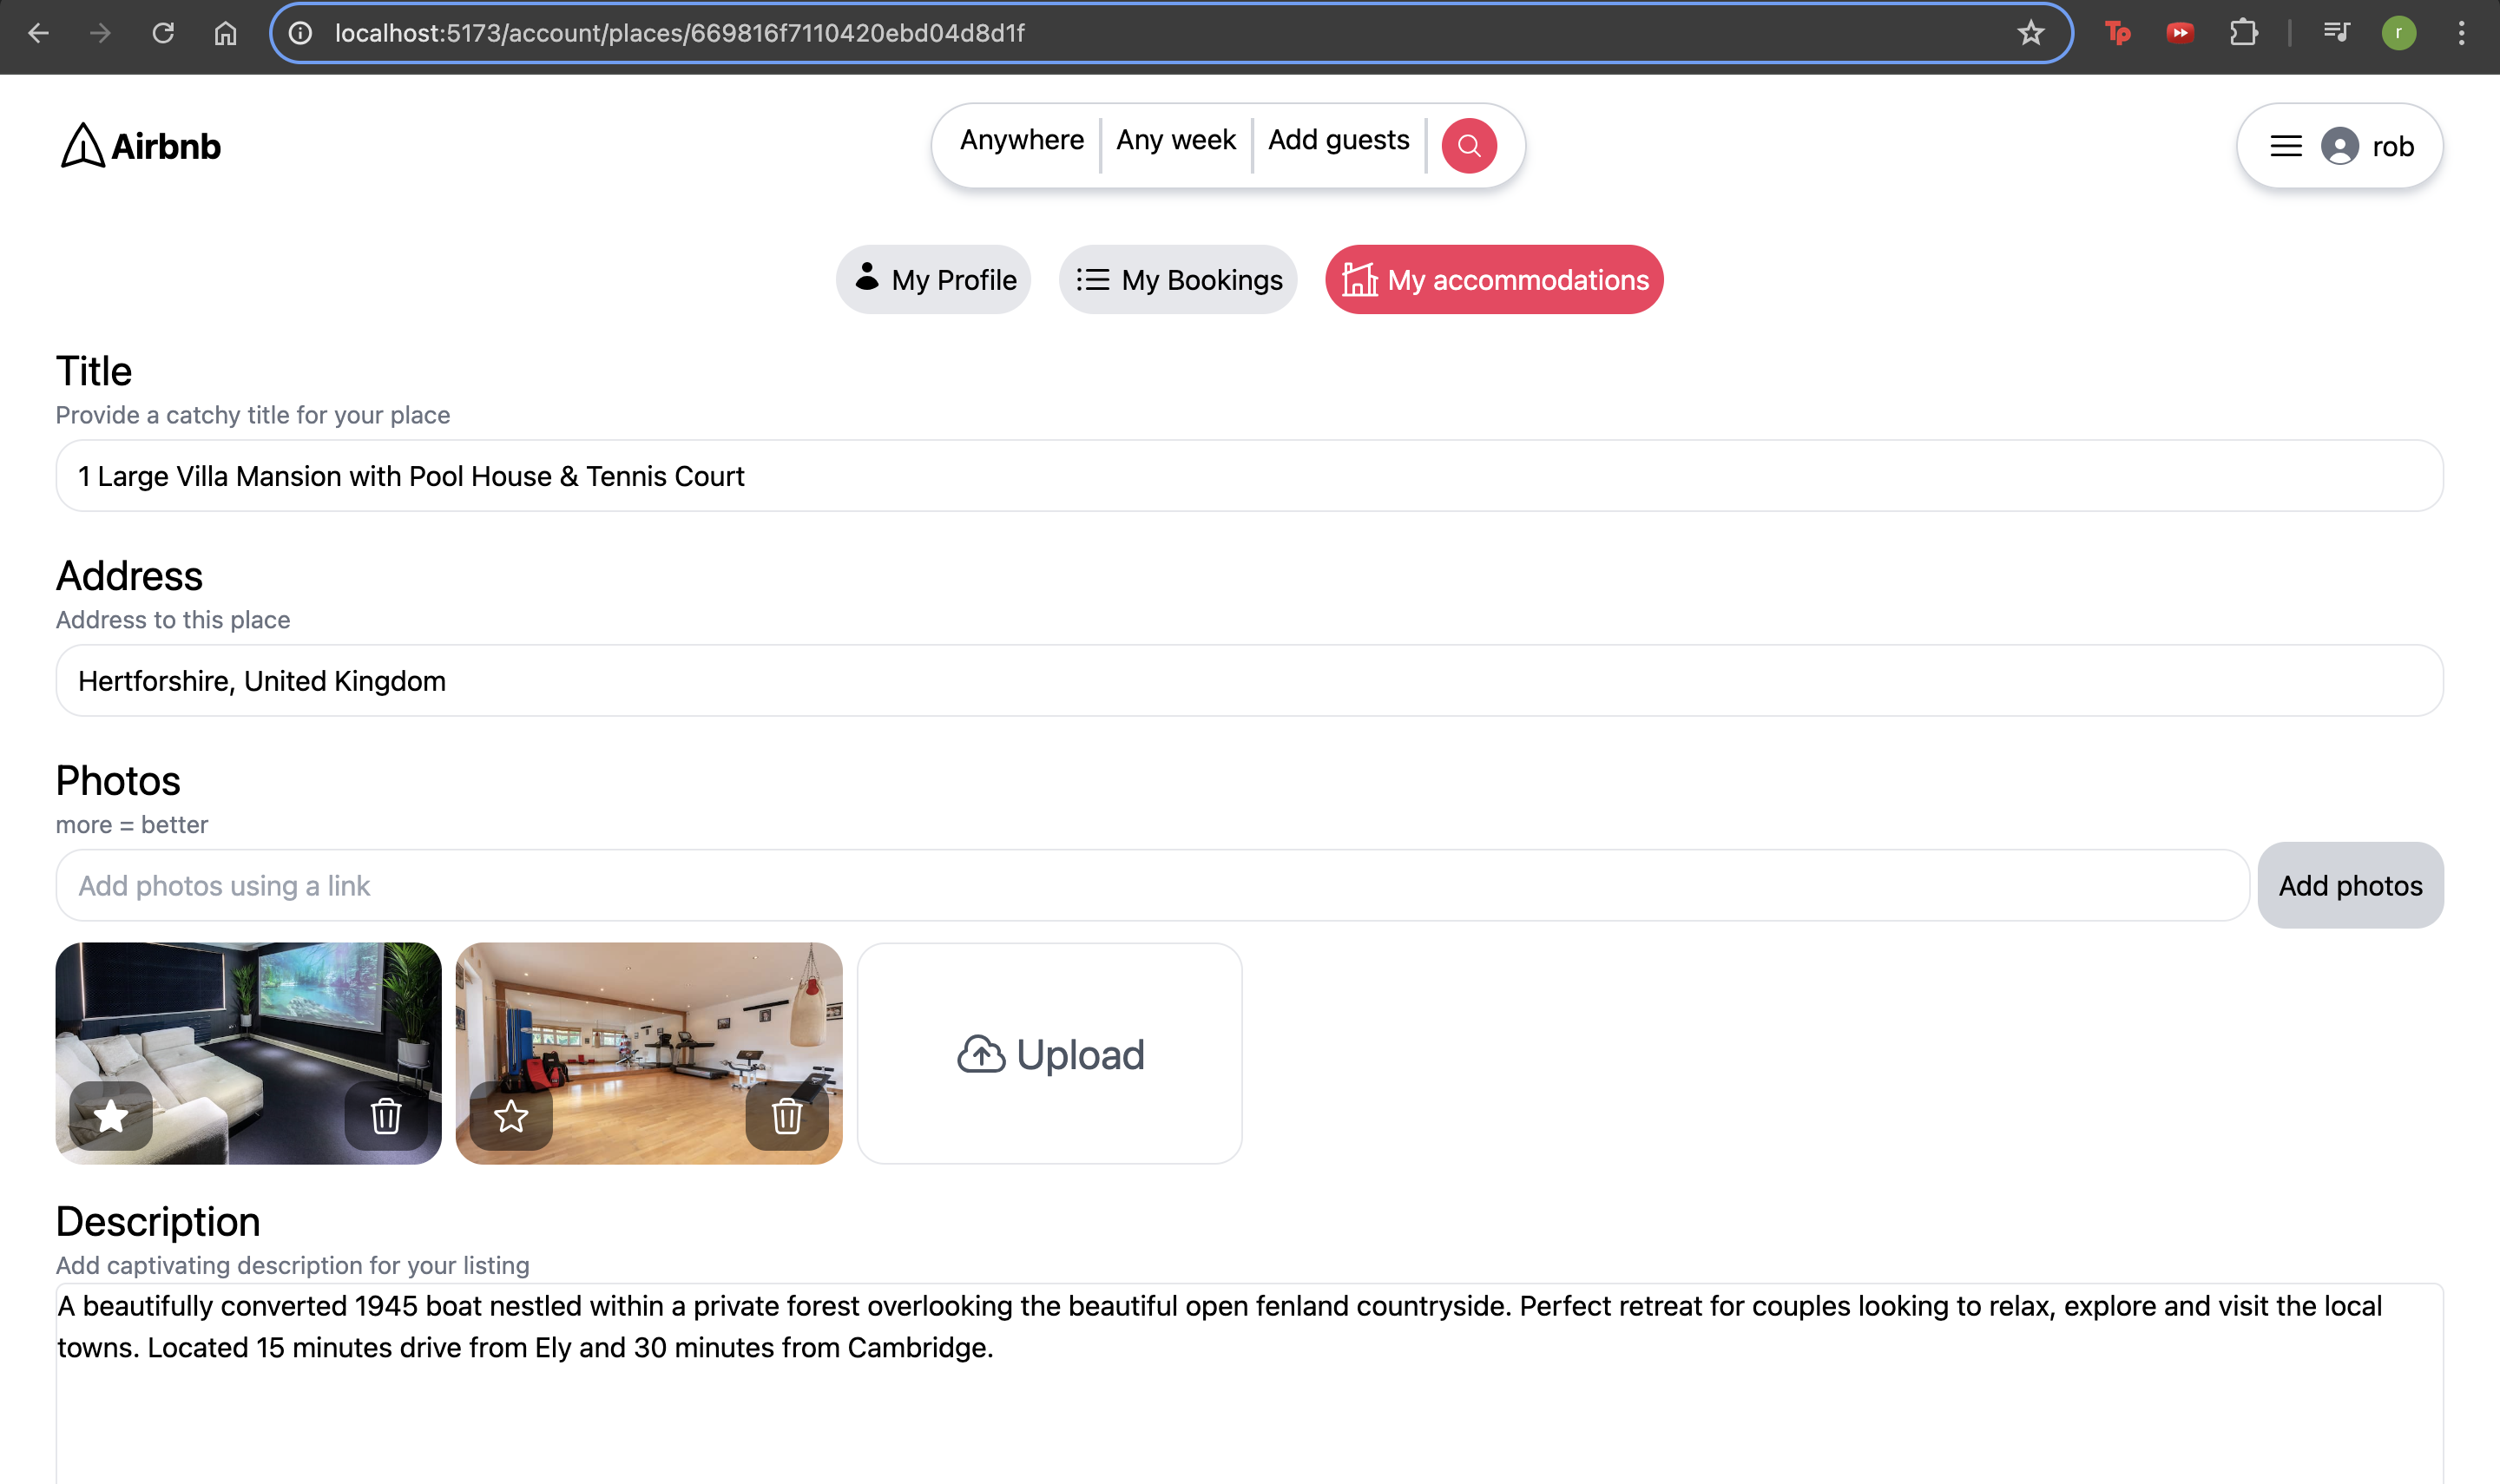 localhost:5173/account/places/669816f7110420ebd04d8d1f
Tp
r
Airbnb
Anywhere
Any week
Add guests
rob
My Profile
My Bookings
My accommodations
Title
Provide a catchy title for your place
1 Large Villa Mansion with Pool House & Tennis Court
Address
Address to this place
Hertforshire, United Kingdom
Photos
more = better
Add photos using a link
Add photos
Upload
Description
Add captivating description for your listing
A beautifully converted 1945 boat nestled within a private forest overlooking the beautiful open fenland countryside. Perfect retreat for couples looking to relax, explore and visit the local
towns. Located 15 minutes drive from Ely and 30 minutes from Cambridge.